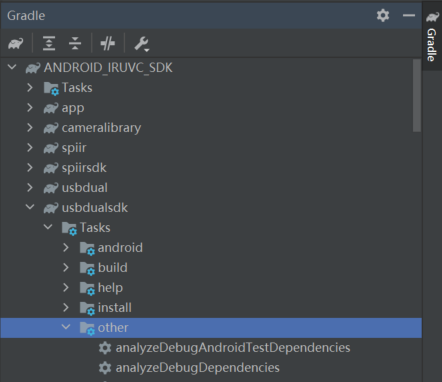 Gradle
ANDROID_IRUVC_SDK
Tasks
app
cameralibrary
spiir
spiirsdk
usbdual
usbdualsdk
Tasks
android
build
help
install
other
analyzeDebugAndroidTestDependencies
analyzeDebugDependencies
Gradle